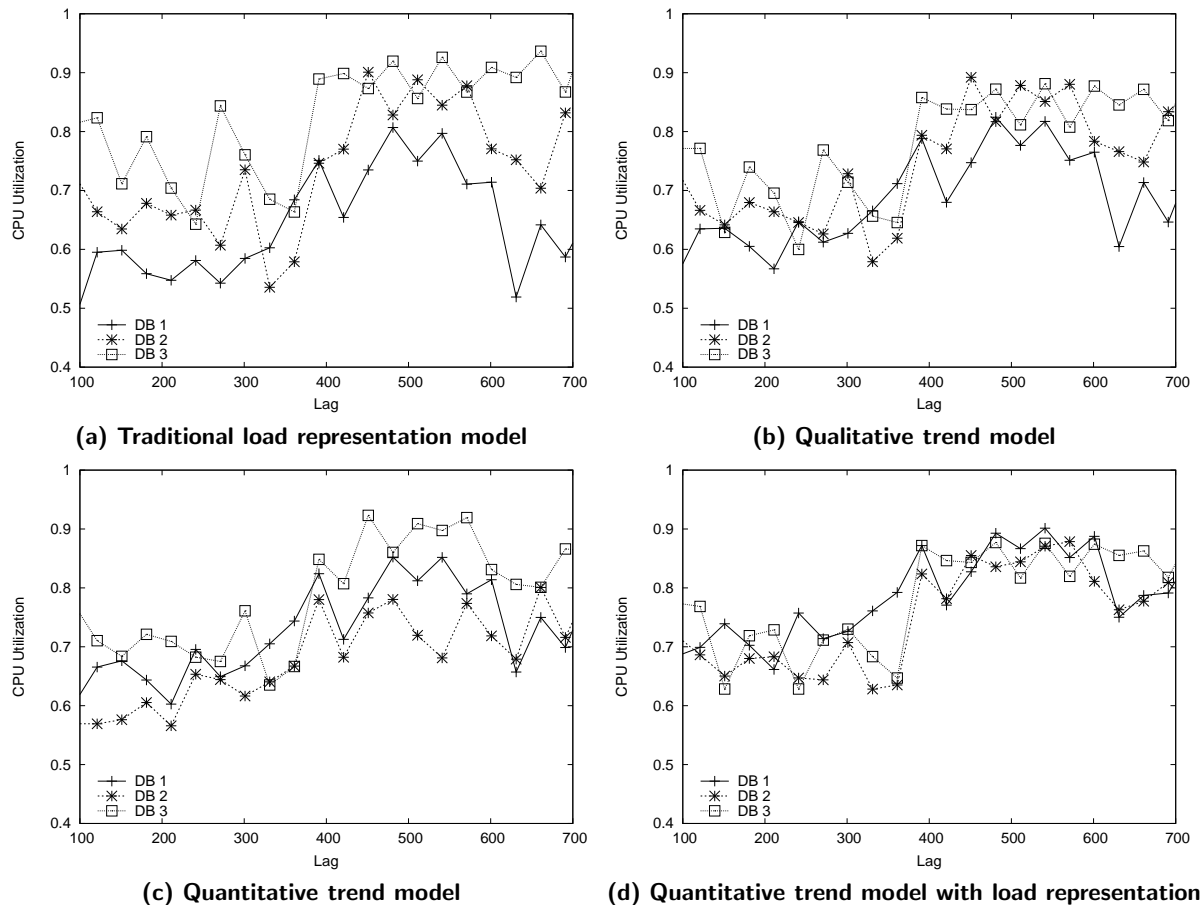 1
0.9
0.8
0.7
0.6
0.5
0.4
CPU Utilization
DB 1
DB 2
DB 3
100 200 300 400 500 600 700
Lag
(a) Traditional load representation model
1
0.9
0.8
0.7
0.6
0.5
0.4
CPU Utilization
DB 1
DB 2
DB 3
100 200 300 400 500 600 700
Lag
(b) Qualitative trend model
1
0.9
0.8
0.7
0.6
0.5
0.4
CPU Utilization
DB 1
DB 2
DB 3
100 200 300 400 500 600 700
Lag
(c) Quantitative trend model
1
0.9
0.8
0.7
0.6
0.5
0.4
CPU Utilization
DB 1
DB 2
DB 3
100 200 300 400 500 600 700
Lag
(d) Quantitative trend model with load representation